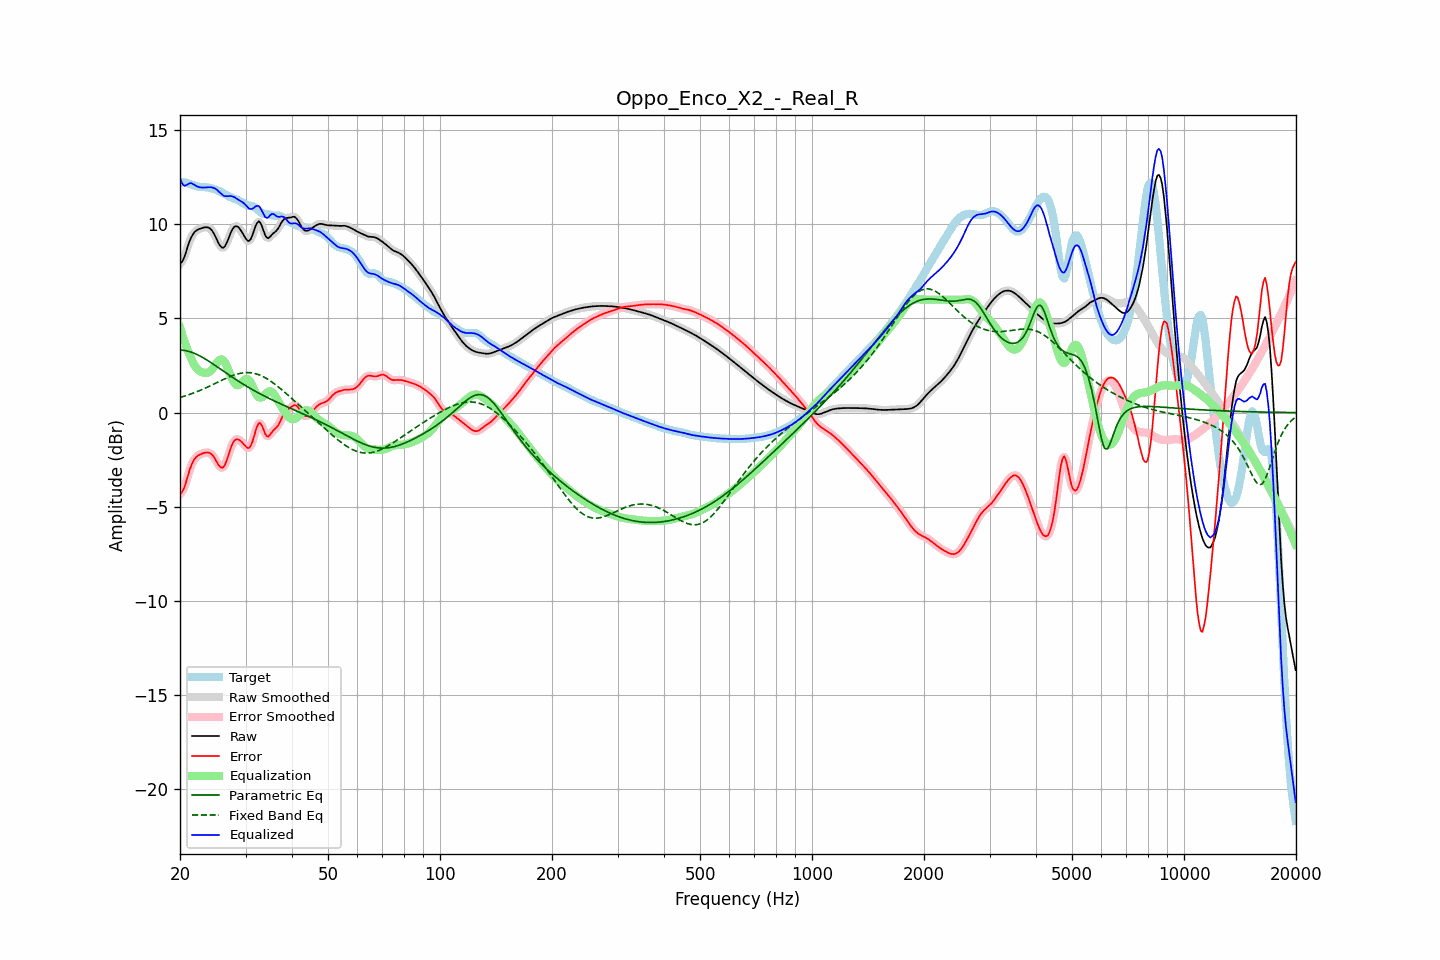 Oppo_Enco_X2_-_Real_R
15
10
5
0
−5
−10
−15
−20
Amplitude (dBr)
Target
Raw Smoothed
Error Smoothed
Raw
Error
Equalization
Parametric Eq
Fixed Band Eq
Equalized
20 50 100 200 500 1000 2000 5000 10000 20000
Frequency (Hz)